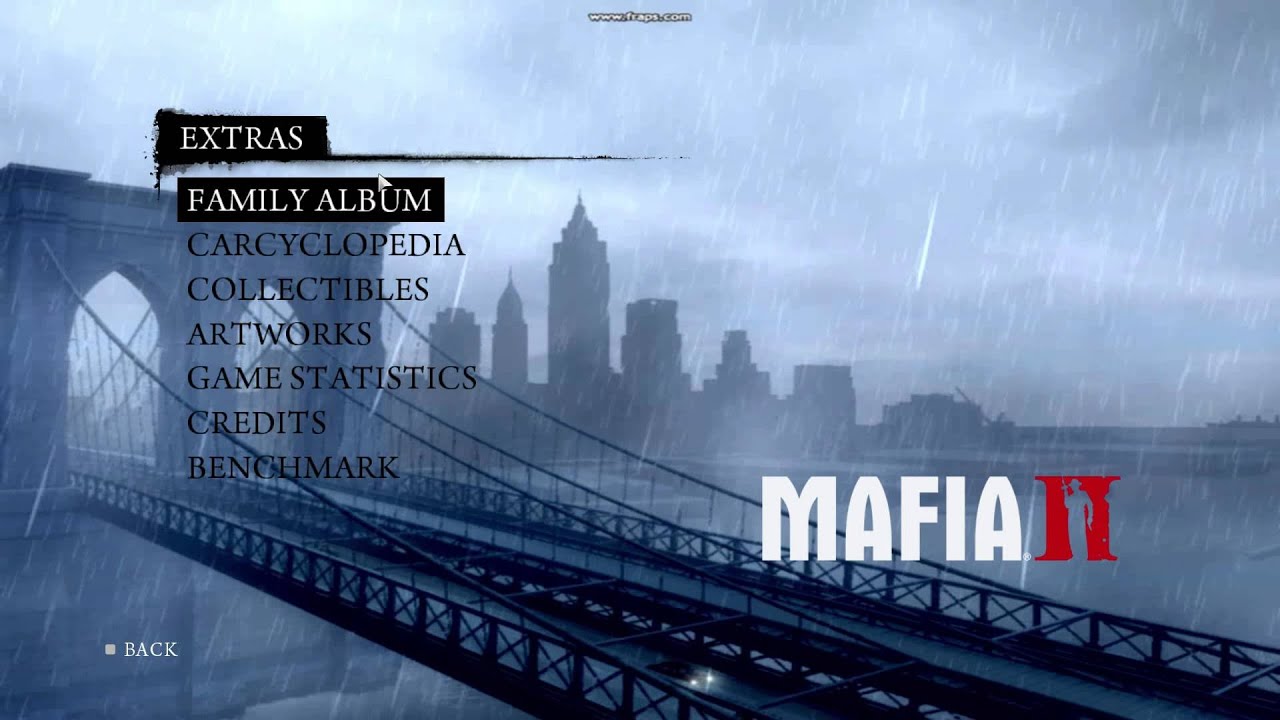 www.fraps.com
EXTRAS
FAMILY ALBUM
CARCYCLOPEDIA
COLLECTIBLES
ARTWORKS
GAME STATISTICS
CREDITS
BENCHMARK
MAFIA® II
BACK